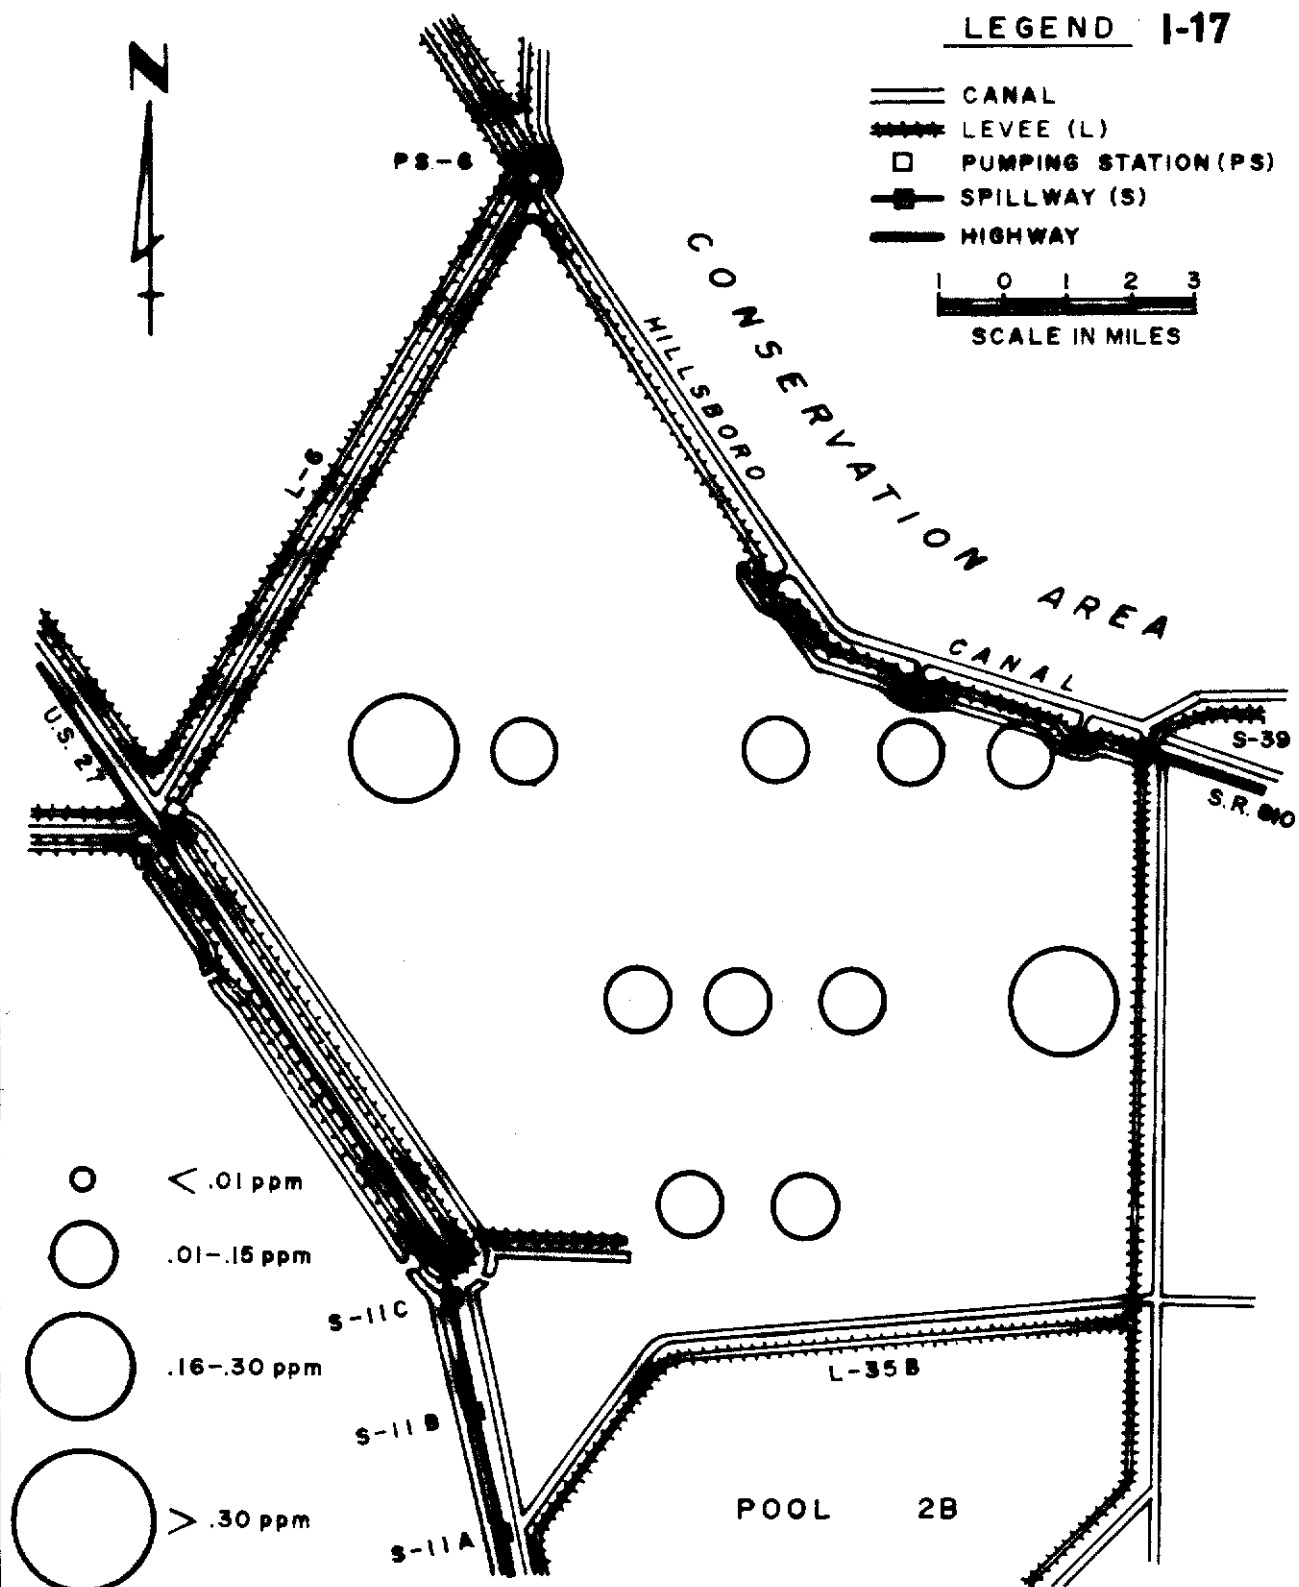 LEGEND I-17
N
CANAL
LEVEE (L)
PUMPING STATION (PS)
SPILLWAY (S)
HIGHWAY
1 0 1 2 3
SCALE IN MILES
PS-6
CONSERVATION AREA
HILLSBORO CANAL
L-6
U.S. 27
S-39
S.R. 810
< .01 ppm
.01-.15 ppm
.16-.30 ppm
> .30 ppm
S-11C
L-35B
S-11B
POOL 2B
S-11A